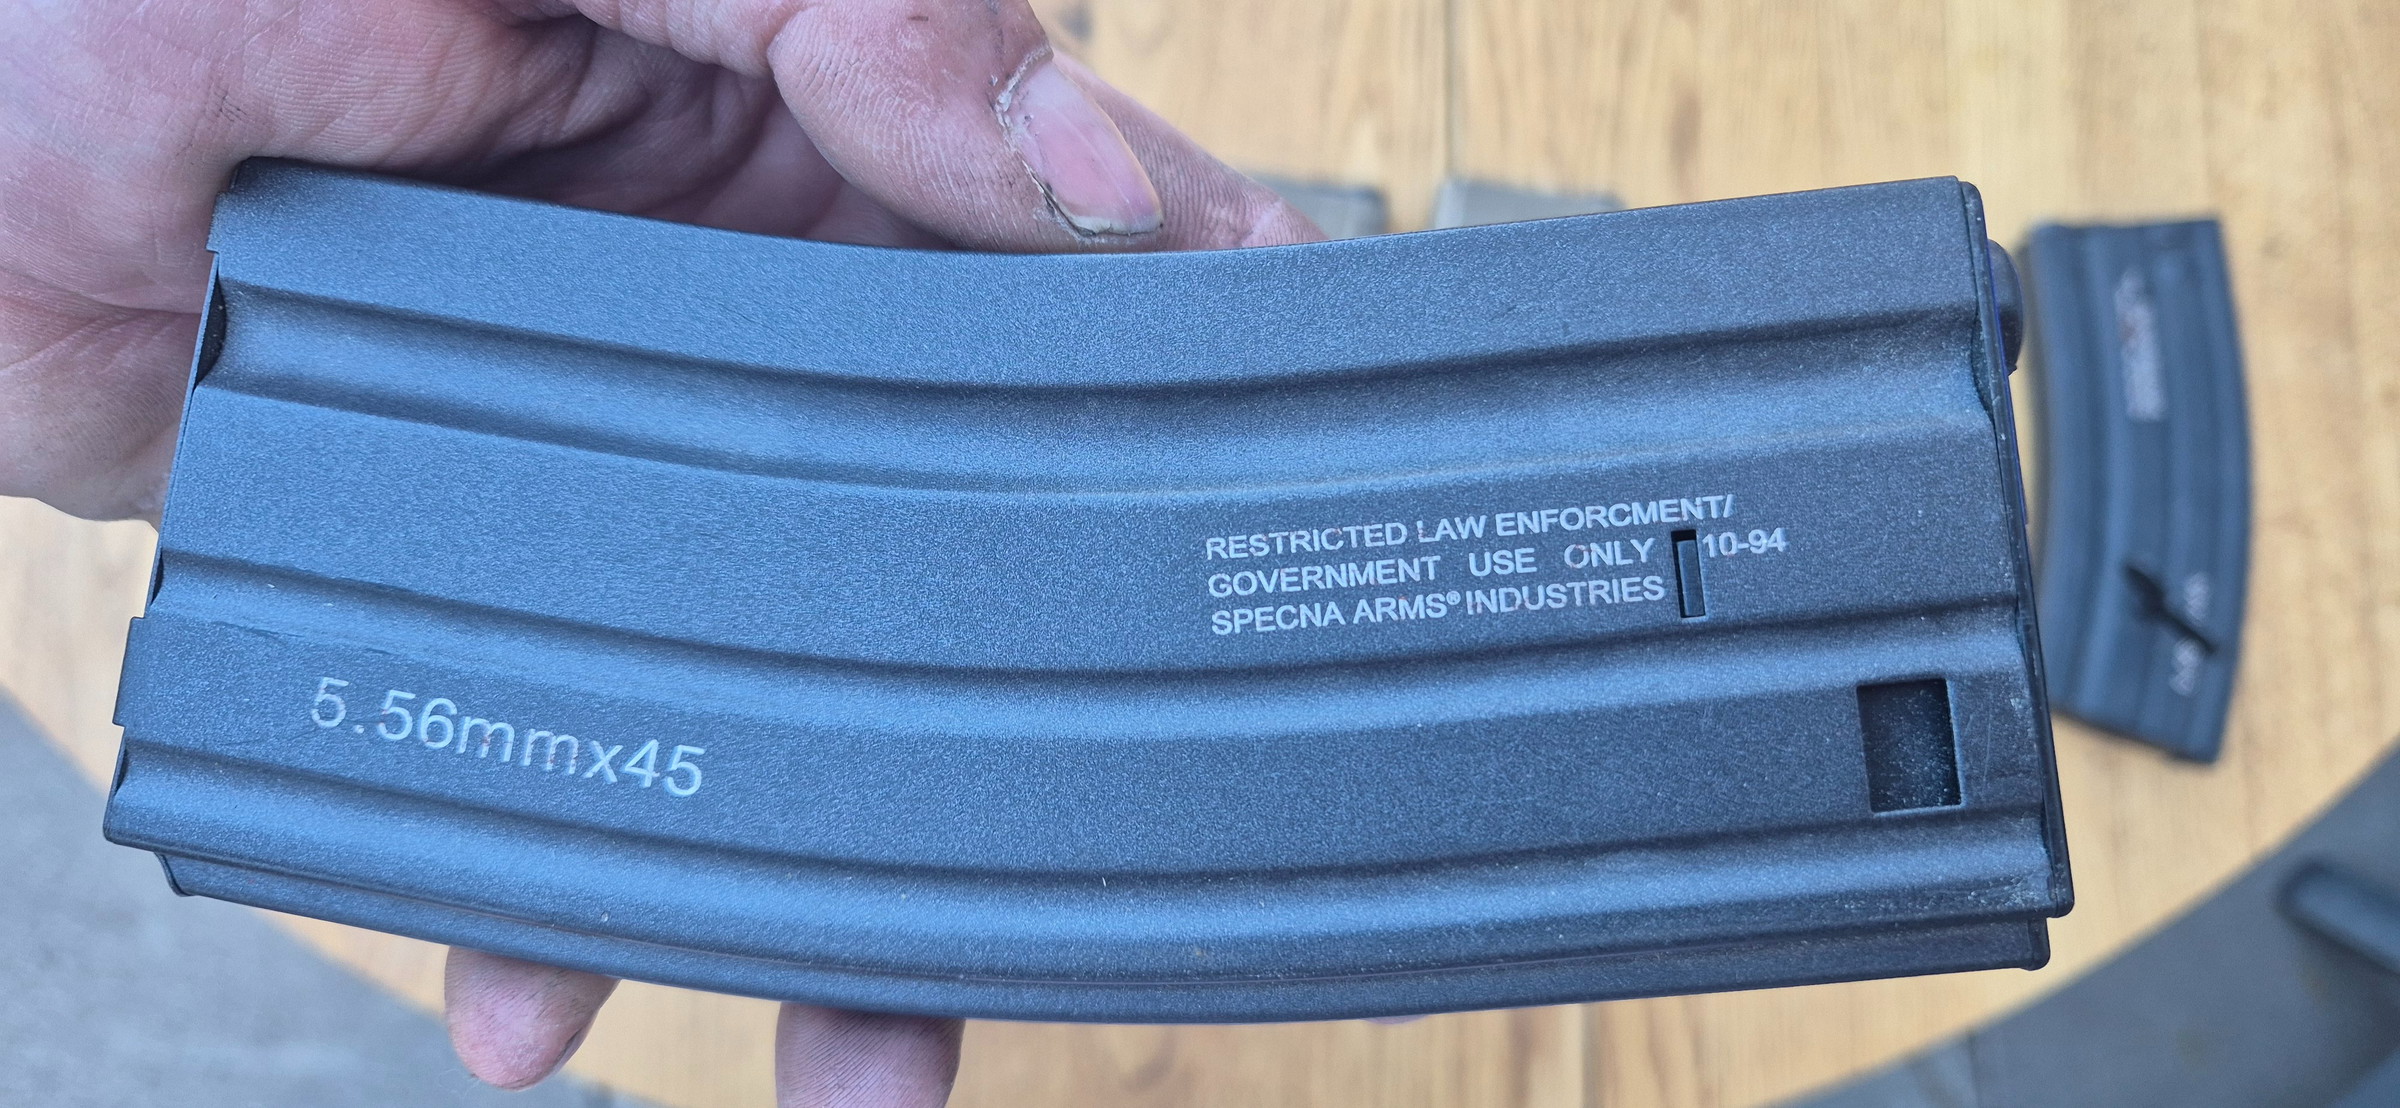 RESTRICTED LAW ENFORCMENT/
GOVERNMENT USE ONLY 10-94
SPECNA ARMS® INDUSTRIES
5.56mmx45